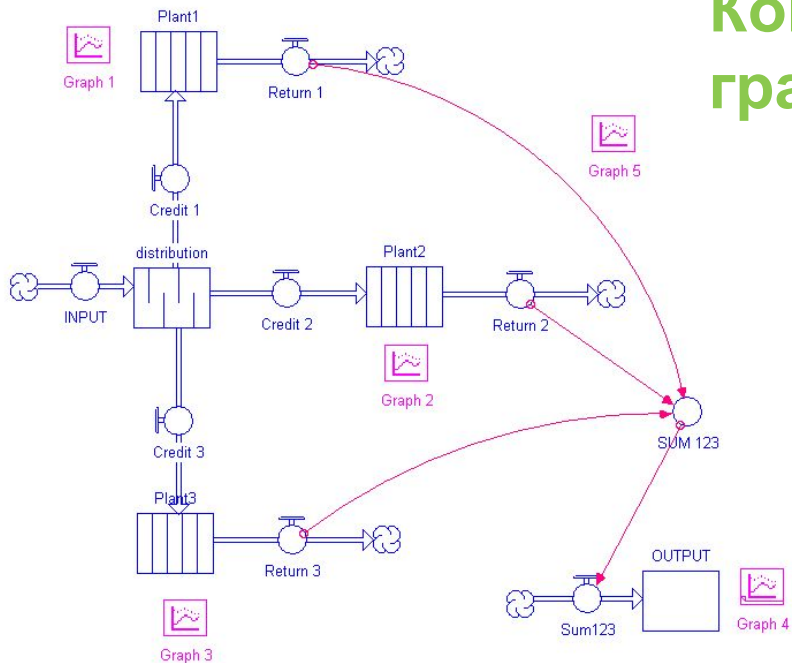 Plant1
Graph 1
Return 1
Graph 5
Credit 1
distribution
Plant2
INPUT
Credit 2
Return 2
Graph 2
Credit 3
SUM 123
Plant3
Return 3
OUTPUT
Sum123
Graph 4
Graph 3